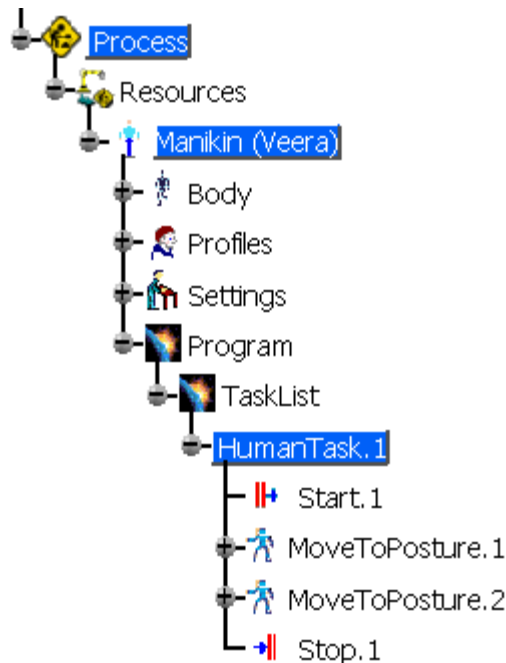 Process
Resources
Manikin (Veera)
Body
Profiles
Settings
Program
TaskList
HumanTask.1
Start.1
MoveToPosture.1
MoveToPosture.2
Stop.1